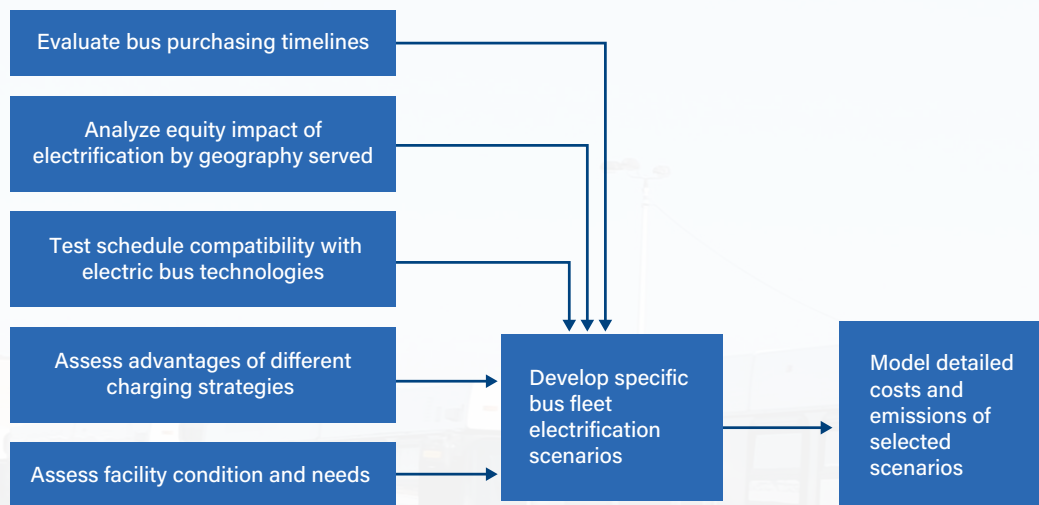 Evaluate bus purchasing timelines
Analyze equity impact of
electrification by geography served
Test schedule compatibility with
electric bus technologies
Assess advantages of different
charging strategies
Assess facility condition and needs
Develop specific
bus fleet
electrification
scenarios
Model detailed
costs and
emissions of
selected
scenarios